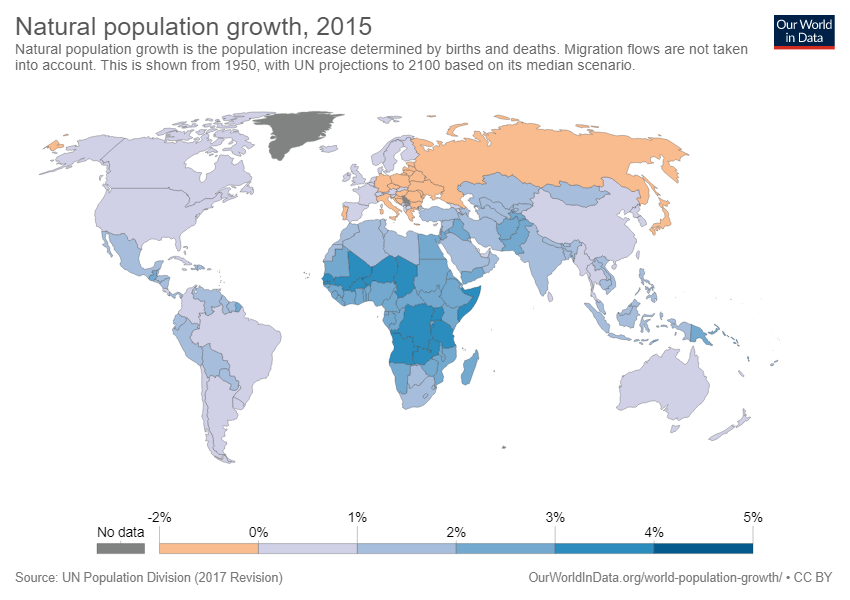 Natural population growth, 2015
Our World
in Data
Natural population growth is the population increase determined by births and deaths. Migration flows are not taken
into account. This is shown from 1950, with UN projections to 2100 based on its median scenario.
-2% 1% 3% 5%
No data 0% 2% 4%
Source: UN Population Division (2017 Revision)
OurWorldInData.org/world-population-growth/ • CC BY